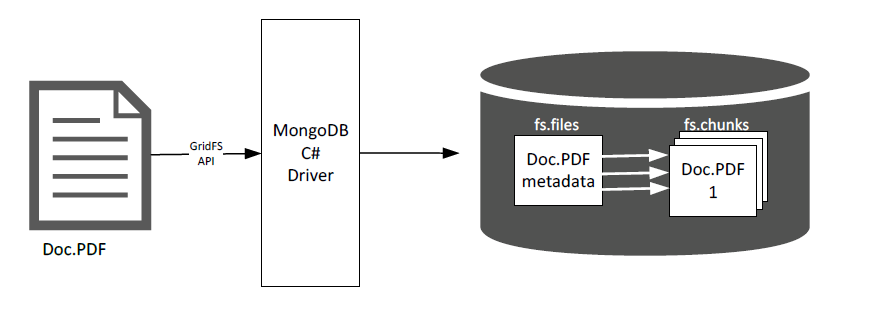 Doc.PDF
GridFS
API
MongoDB
C#
Driver
fs.files
Doc.PDF
metadata
fs.chunks
Doc.PDF
1